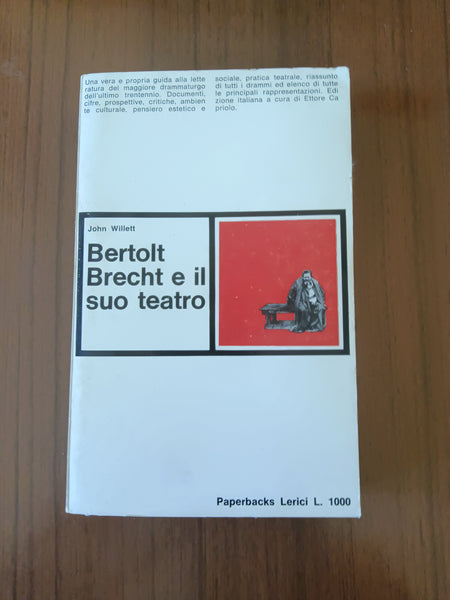 Una vera e propria guida alla lette
ratura del maggiore drammaturgo
dell'ultimo trentennio. Documenti,
cifre, prospettive, critiche, ambien
te culturale, pensiero estetico e
sociale, pratica teatrale, riassunto
di tutti i drammi ed elenco di tutte
le principali rappresentazioni. Edi
zione italiana a cura di Ettore Ca
priolo.
John Willett
Bertolt
Brecht e il
suo teatro
Paperbacks Lerici L. 1000